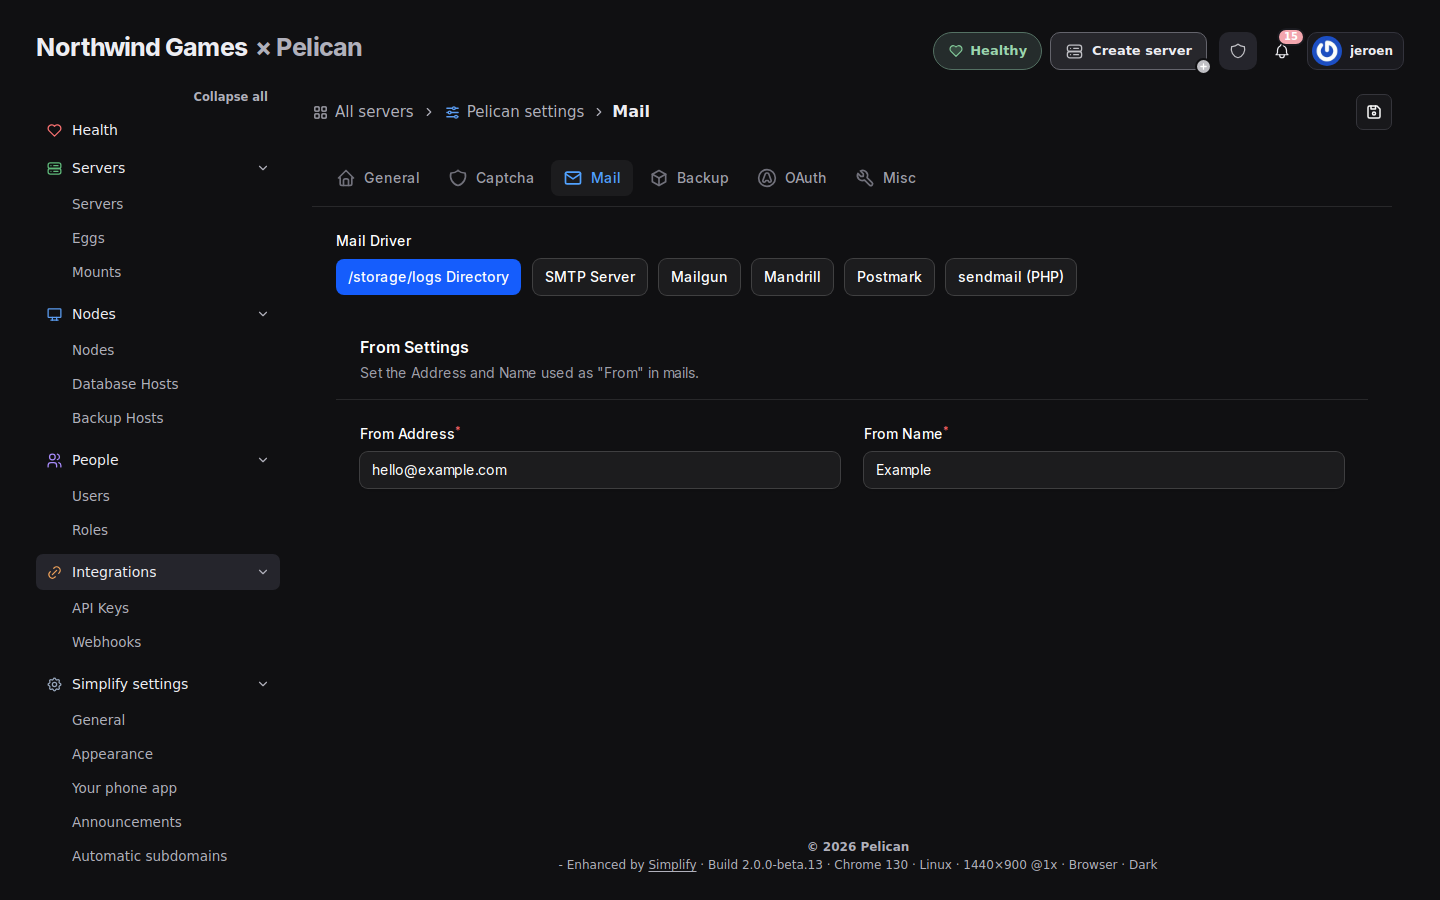 Northwind Games × Pelican
Healthy
Create server
15
jeroen
Collapse all
Health
Servers
Servers
Eggs
Mounts
Nodes
Nodes
Database Hosts
Backup Hosts
People
Users
Roles
Integrations
API Keys
Webhooks
Simplify settings
General
Appearance
Your phone app
Announcements
Automatic subdomains
All servers > Pelican settings > Mail
General
Captcha
Mail
Backup
OAuth
Misc
Mail Driver
/storage/logs Directory
SMTP Server
Mailgun
Mandrill
Postmark
sendmail (PHP)
From Settings
Set the Address and Name used as "From" in mails.
From Address*
hello@example.com
From Name*
Example
© 2026 Pelican
- Enhanced by Simplify · Build 2.0.0-beta.13 · Chrome 130 · Linux · 1440×900 @1x · Browser · Dark